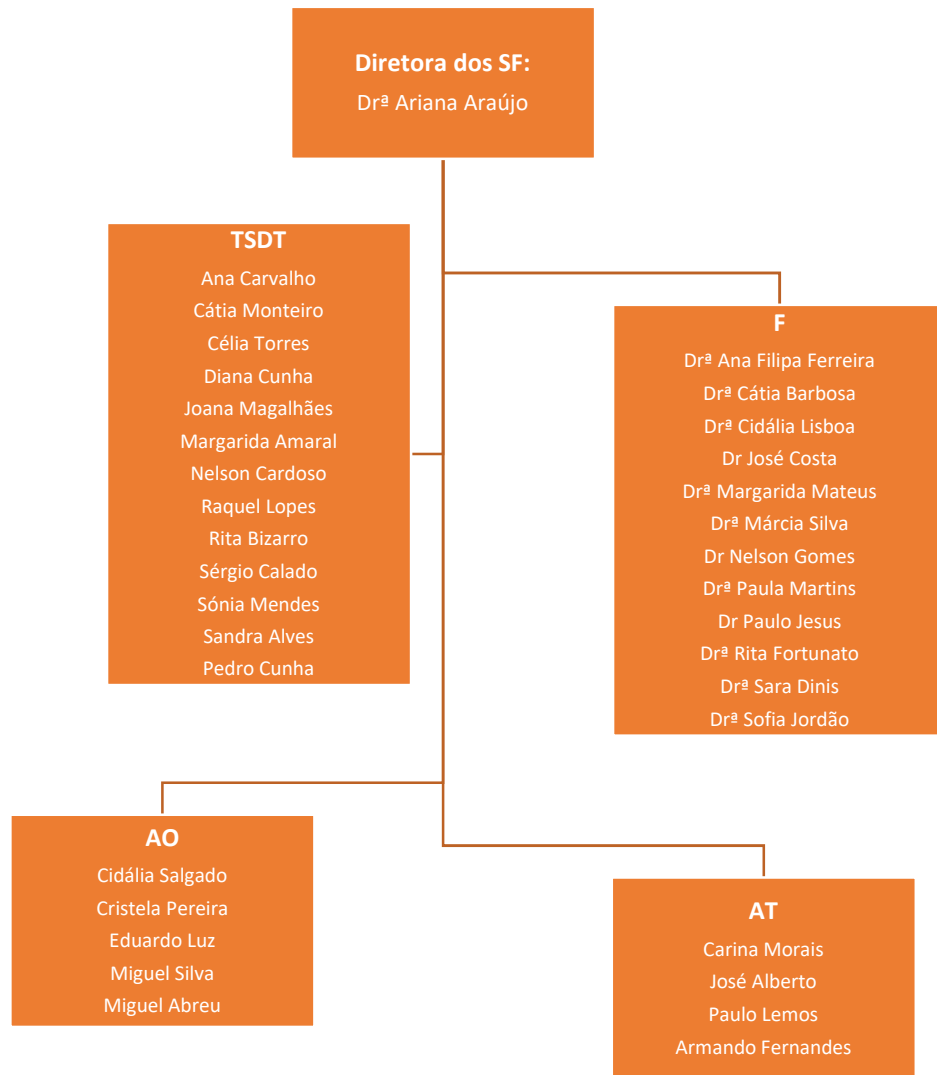 Diretora dos SF:
Drª Ariana Araújo
TSDT
Ana Carvalho
Cátia Monteiro
Célia Torres
Diana Cunha
Joana Magalhães
Margarida Amaral
Nelson Cardoso
Raquel Lopes
Rita Bizarro
Sérgio Calado
Sónia Mendes
Sandra Alves
Pedro Cunha
F
Drª Ana Filipa Ferreira
Drª Cátia Barbosa
Drª Cidália Lisboa
Dr José Costa
Drª Margarida Mateus
Drª Márcia Silva
Dr Nelson Gomes
Drª Paula Martins
Dr Paulo Jesus
Drª Rita Fortunato
Drª Sara Dinis
Drª Sofia Jordão
AO
Cidália Salgado
Cristela Pereira
Eduardo Luz
Miguel Silva
Miguel Abreu
AT
Carina Morais
José Alberto
Paulo Lemos
Armando Fernandes